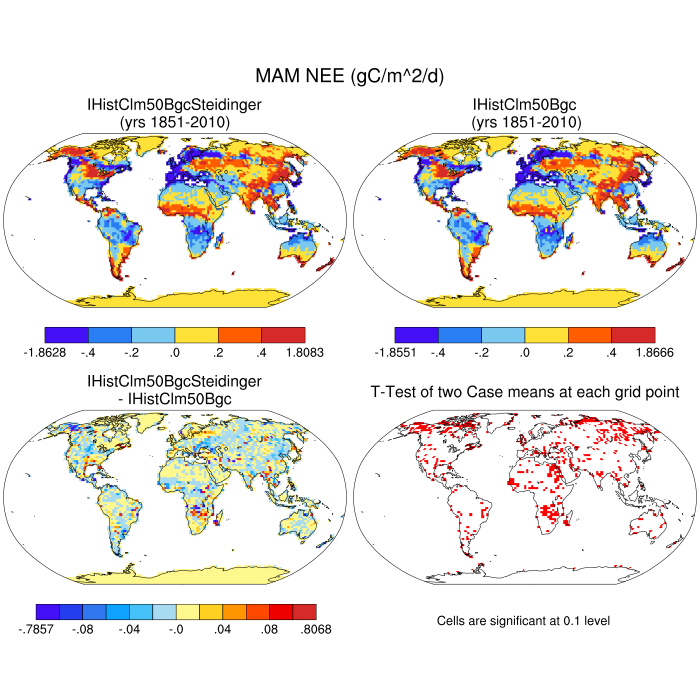 MAM NEE (gC/m^2/d)
IHistClm50BgcSteidinger
(yrs 1851-2010)
IHistClm50Bgc
(yrs 1851-2010)
-1.8628 -.4 -.2 .0 .2 .4 1.8083
-1.8551 -.4 -.2 .0 .2 .4 1.8666
IHistClm50BgcSteidinger
- IHistClm50Bgc
T-Test of two Case means at each grid point
-.7857 -.08 -.04 -.0 .04 .08 .8068
Cells are significant at 0.1 level